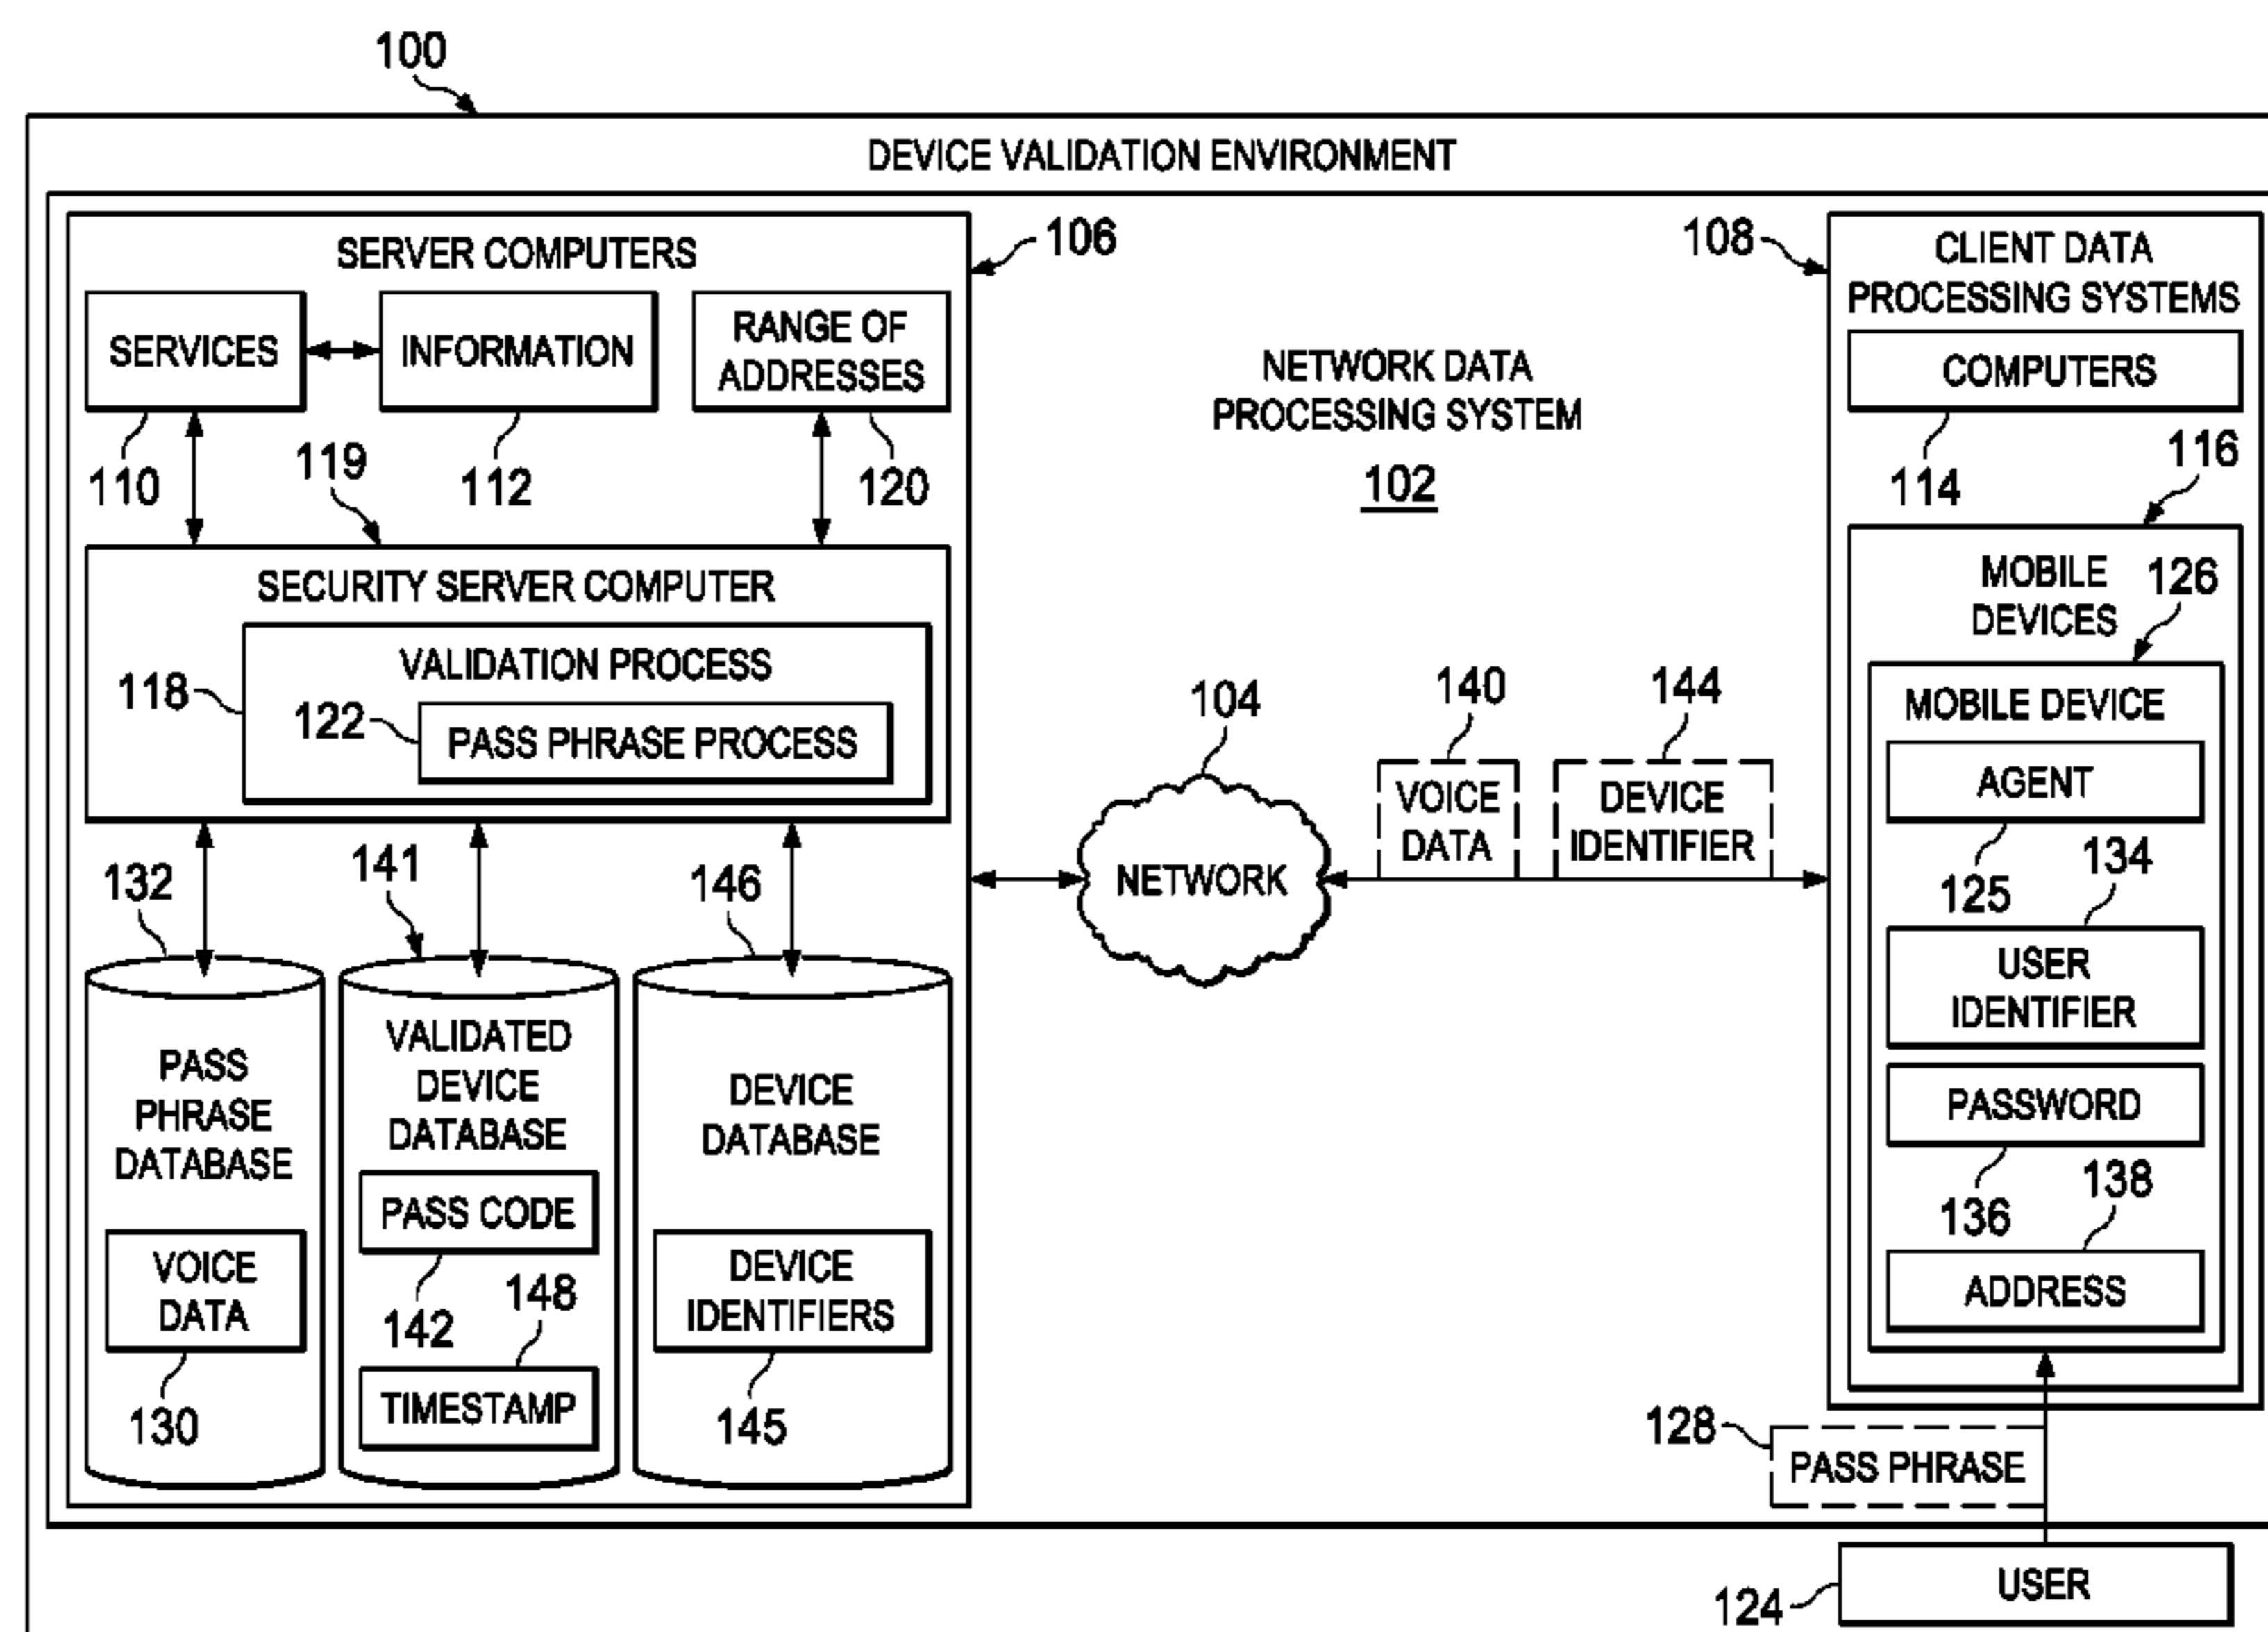 100
DEVICE VALIDATION ENVIRONMENT
SERVER COMPUTERS
106
SERVICES
INFORMATION
RANGE OF
ADDRESSES
110
119
112
120
SECURITY SERVER COMPUTER
VALIDATION PROCESS
118
122
PASS PHRASE PROCESS
132
141
146
PASS
PHRASE
DATABASE
VOICE
DATA
130
VALIDATED
DEVICE
DATABASE
PASS CODE
142
148
TIMESTAMP
DEVICE
DATABASE
DEVICE
IDENTIFIERS
145
NETWORK DATA
PROCESSING SYSTEM
102
104
NETWORK
140
VOICE
DATA
144
DEVICE
IDENTIFIER
108
CLIENT DATA
PROCESSING SYSTEMS
COMPUTERS
114
116
MOBILE
DEVICES
126
MOBILE DEVICE
AGENT
125
134
USER
IDENTIFIER
PASSWORD
136
138
ADDRESS
128
PASS PHRASE
124
USER